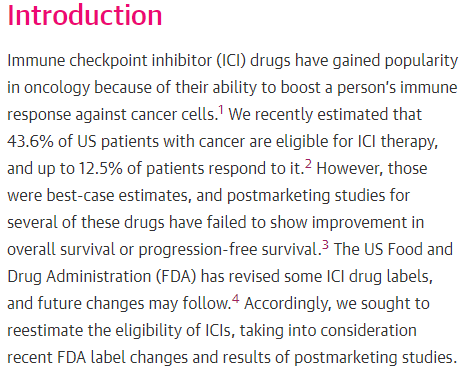 Introduction
Immune checkpoint inhibitor (ICI) drugs have gained popularity
in oncology because of their ability to boost a person’s immune
response against cancer cells.1 We recently estimated that
43.6% of US patients with cancer are eligible for ICI therapy,
and up to 12.5% of patients respond to it.2 However, those
were best-case estimates, and postmarketing studies for
several of these drugs have failed to show improvement in
overall survival or progression-free survival.3 The US Food and
Drug Administration (FDA) has revised some ICI drug labels,
and future changes may follow.4 Accordingly, we sought to
reestimate the eligibility of ICIs, taking into consideration
recent FDA label changes and results of postmarketing studies.